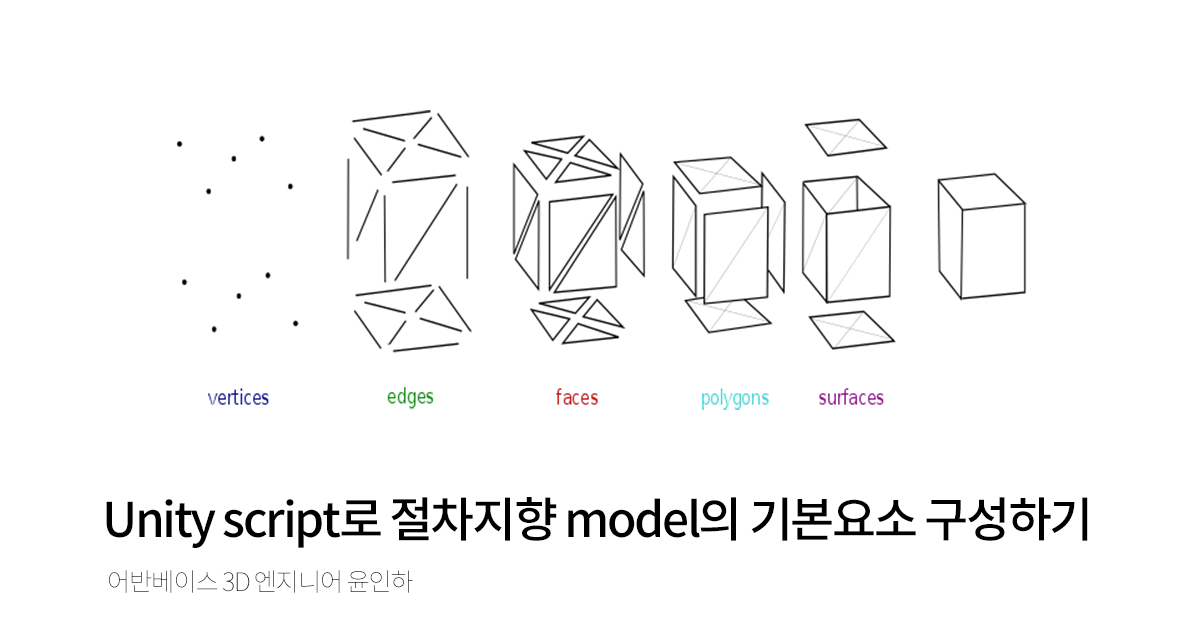 vertices edges faces polygons surfaces
Unity script로 절차지향 model의 기본요소 구성하기
어반베이스 3D 엔지니어 윤인하